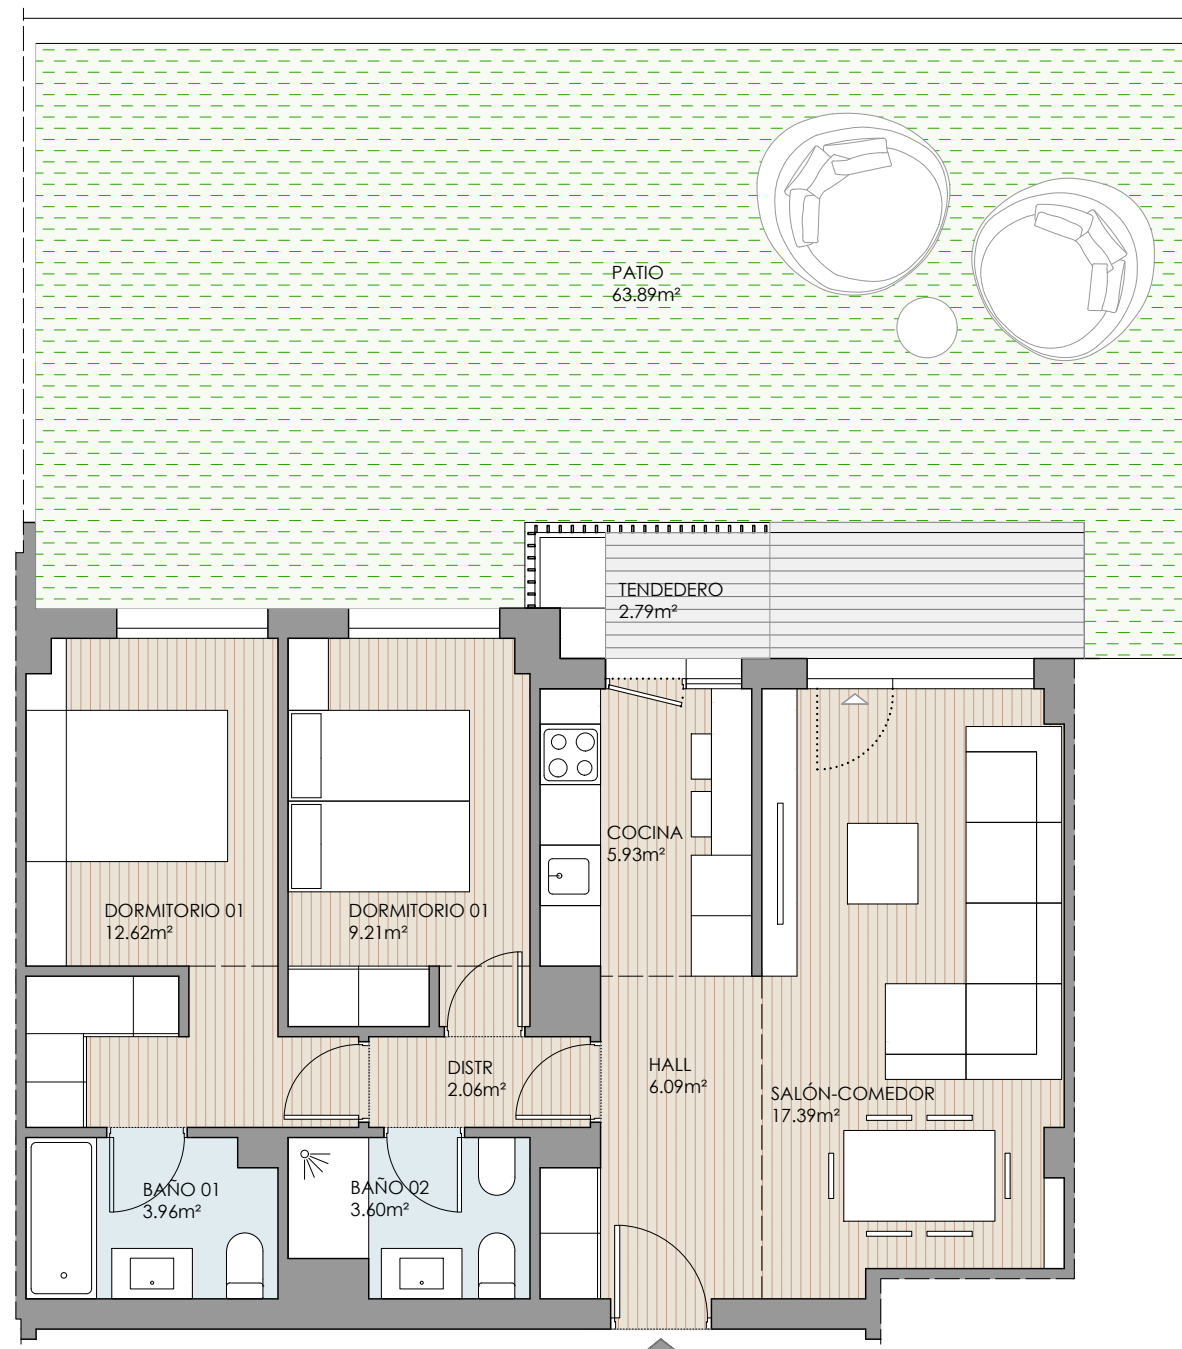 PATIO
63.89m²
TENDEDERO
2.79m²
COCINA
5.93m²
DORMITORIO 01
12.62m²
DORMITORIO 01
9.21m²
DISTR
2.06m²
HALL
6.09m²
SALÓN-COMEDOR
17.39m²
BAÑO 01
3.96m²
BAÑO 02
3.60m²